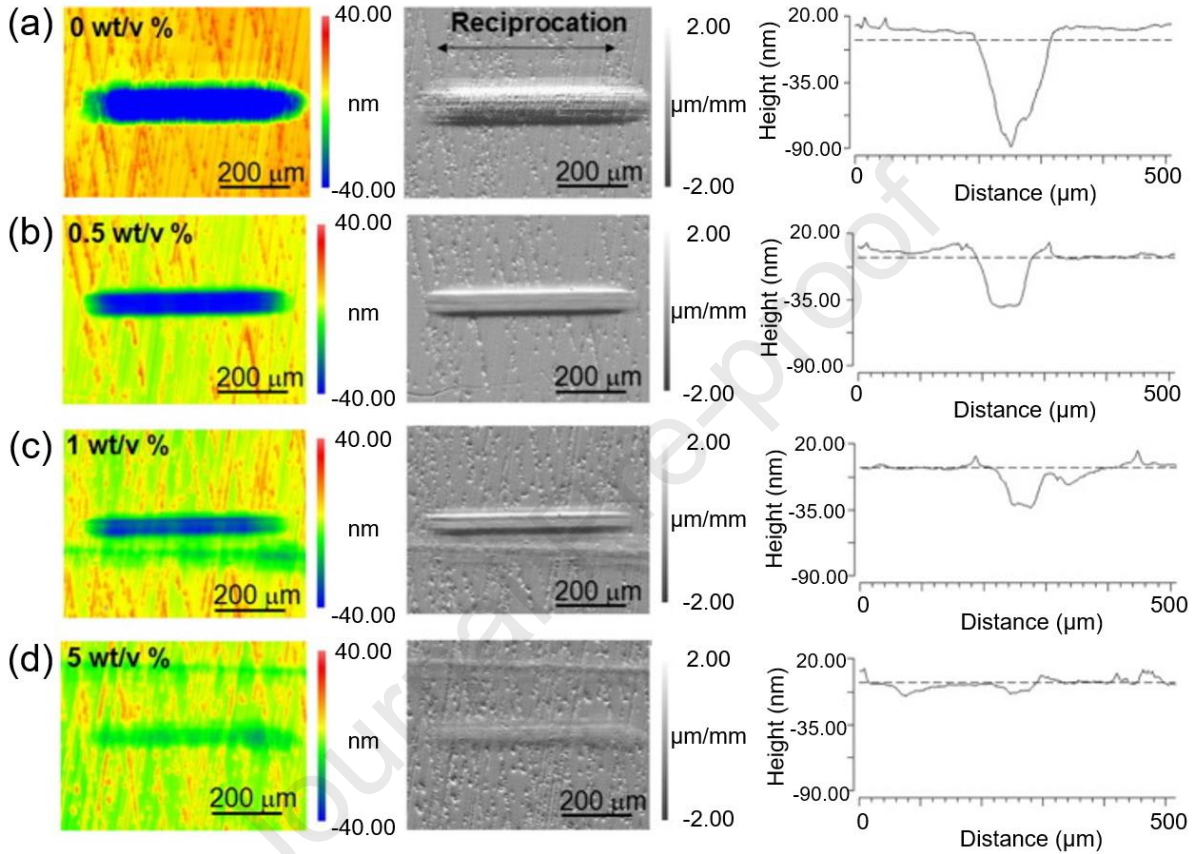 (a)
0 wt/v %
40.00
nm
-40.00
200 μm
Reciprocation
2.00
μm/mm
-2.00
200 μm
20.00
-35.00
-90.00
Height (nm)
0
500
Distance (μm)
(b)
0.5 wt/v %
40.00
nm
-40.00
200 μm
2.00
μm/mm
-2.00
200 μm
20.00
-35.00
-90.00
Height (nm)
0
500
Distance (μm)
(c)
1 wt/v %
40.00
nm
-40.00
200 μm
2.00
μm/mm
-2.00
200 μm
20.00
-35.00
-90.00
Height (nm)
0
500
Distance (μm)
(d)
5 wt/v %
40.00
nm
-40.00
200 μm
2.00
μm/mm
-2.00
200 μm
20.00
-35.00
-90.00
Height (nm)
0
500
Distance (μm)
Journal Pre-proof